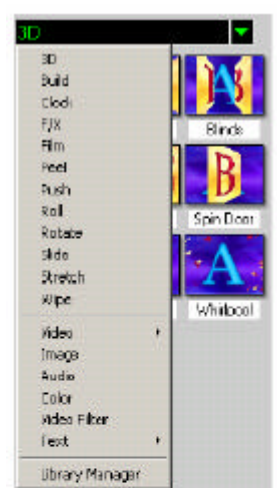 3D
3D
Build
Clock
F/X
Film
Peel
Push
Roll
Rotate
Slide
Stretch
Wipe
Video
Image
Audio
Color
Video Filter
Text
Library Manager
B
A
Blinds
B
Spin Door
A
Whirlpool